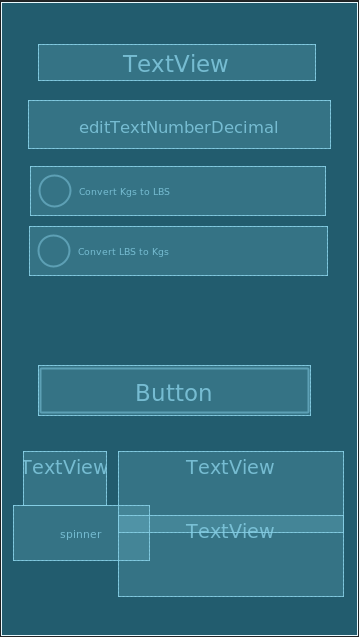 TextView
editTextNumberDecimal
Convert Kgs to LBS
Convert LBS to Kgs
Button
TextView
TextView
TextView
spinner